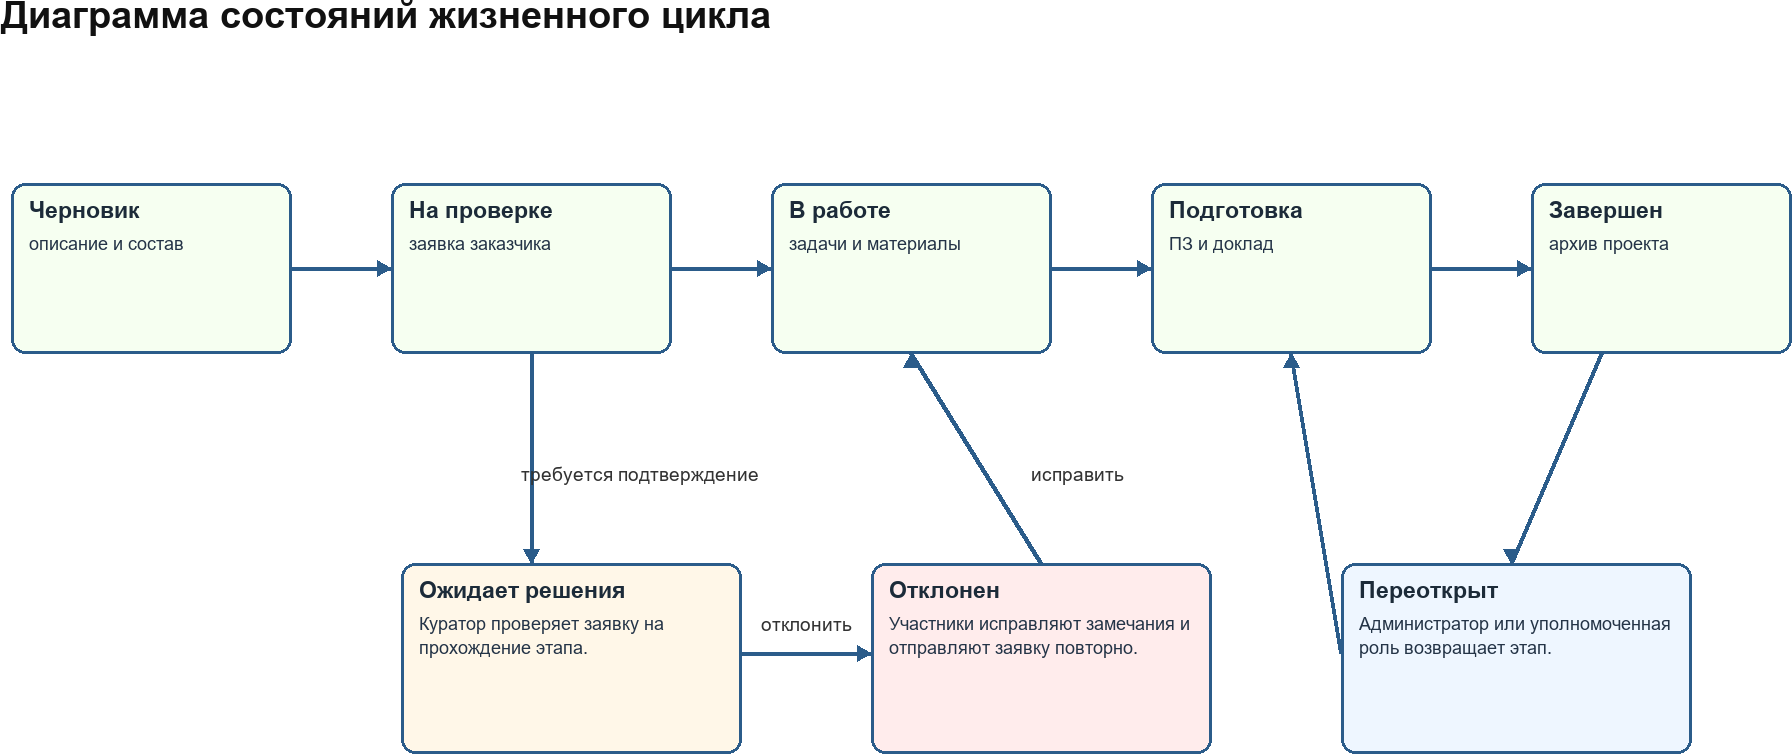 Диаграмма состояний жизненного цикла
Черновик
описание и состав
На проверке
заявка заказчика
В работе
задачи и материалы
Подготовка
ПЗ и доклад
Завершен
архив проекта
требуется подтверждение
исправить
Ожидает решения
Куратор проверяет заявку на
прохождение этапа.
отклонить
Отклонен
Участники исправляют замечания и
отправляют заявку повторно.
Переоткрыт
Администратор или уполномоченная
роль возвращает этап.